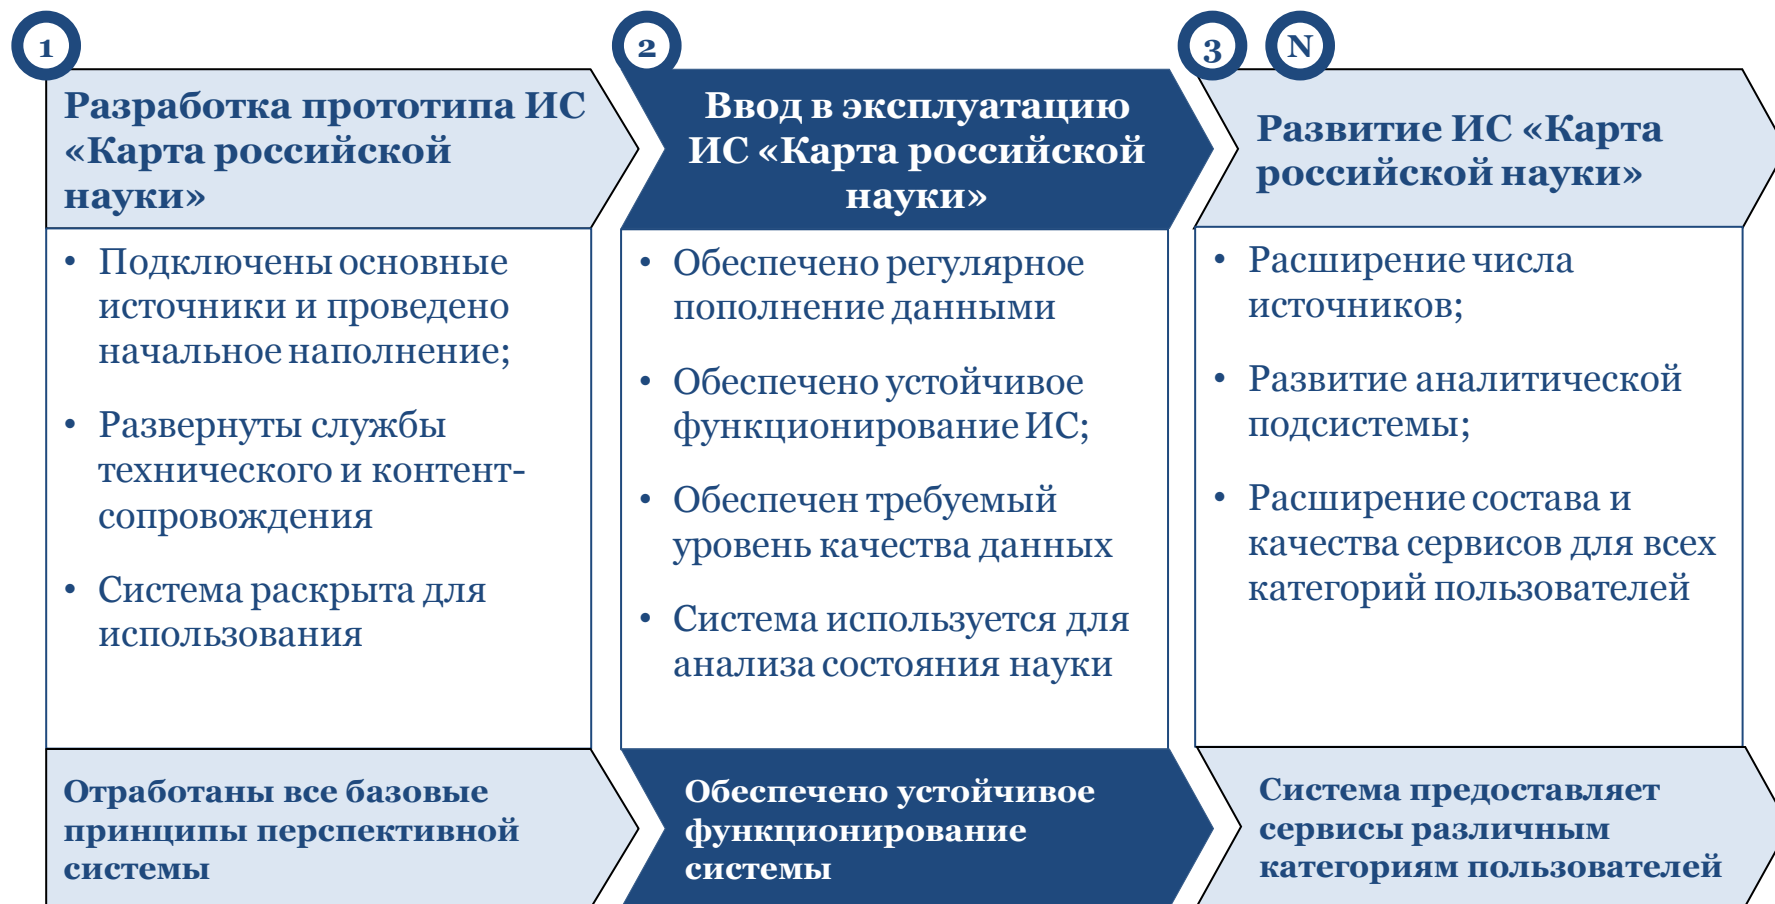 1
Разработка прототипа ИС
«Карта российской
науки»
• Подключены основные
источники и проведено
начальное наполнение;
• Развернуты службы
технического и контент-
сопровождения
• Система раскрыта для
использования
Отработаны все базовые
принципы перспективной
системы
2
Ввод в эксплуатацию
ИС «Карта российской
науки»
• Обеспечено регулярное
пополнение данными
• Обеспечено устойчивое
функционирование ИС;
• Обеспечен требуемый
уровень качества данных
• Система используется для
анализа состояния науки
Обеспечено устойчивое
функционирование
системы
3 N
Развитие ИС «Карта
российской науки»
• Расширение числа
источников;
• Развитие аналитической
подсистемы;
• Расширение состава и
качества сервисов для всех
категорий пользователей
Система предоставляет
сервисы различным
категориям пользователей